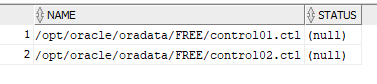 NAME STATUS
1 /opt/oracle/oradata/FREE/control01.ctl (null)
2 /opt/oracle/oradata/FREE/control02.ctl (null)